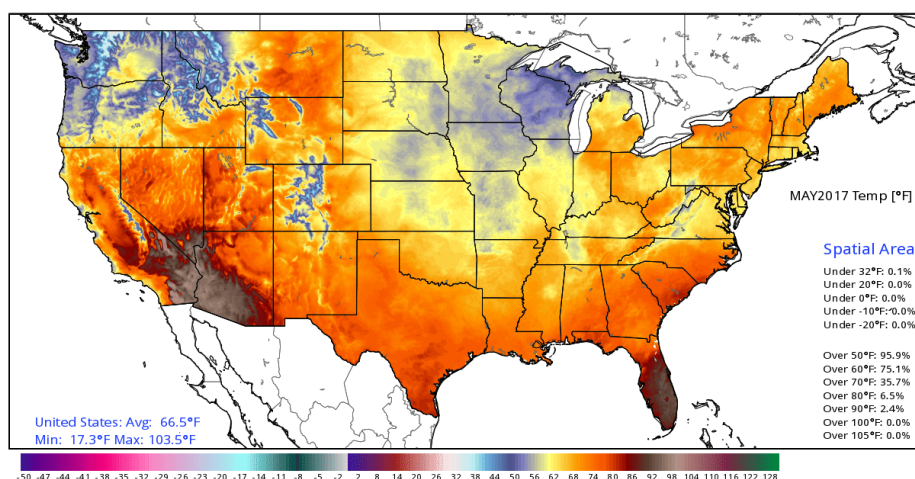 MAY2017 Temp [°F]
Spatial Area
Under 32°F: 0.1%
Under 20°F: 0.0%
Under 0°F: 0.0%
Under -10°F: 0.0%
Under -20°F: 0.0%
Over 50°F: 95.9%
Over 60°F: 75.1%
Over 70°F: 35.7%
Over 80°F: 6.5%
Over 90°F: 2.4%
Over 100°F: 0.0%
Over 105°F: 0.0%
United States: Avg: 66.5°F
Min: 17.3°F Max: 103.5°F
-50 -47 -44 -41 -38 -35 -32 -29 -26 -23 -20 -17 -14 -11 -8 -5 -2 2 8 14 20 26 32 38 44 50 56 62 68 74 80 86 92 98 104 110 116 122 128